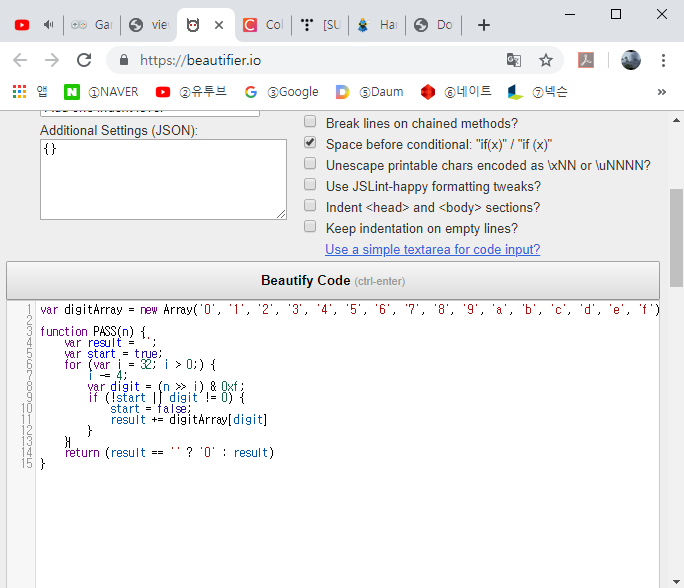 Gar
viev
Col
[SU
Har
Do
https://beautifier.io
앱
①NAVER
②유투브
③Google
⑤Daum
⑥네이트
⑦넥슨
»
Additional Settings (JSON):
{}
Break lines on chained methods?
Space before conditional: "if(x)" / "if (x)"
Unescape printable chars encoded as \xNN or \uNNNN?
Use JSLint-happy formatting tweaks?
Indent <head> and <body> sections?
Keep indentation on empty lines?
Use a simple textarea for code input?
Beautify Code (ctrl-enter)
1 var digitArray = new Array('0', '1', '2', '3', '4', '5', '6', '7', '8', '9', 'a', 'b', 'c', 'd', 'e', 'f')
2
3 function PASS(n) {
4 var result = '';
5 var start = true;
6 for (var i = 32; i > 0;) {
7 i -= 4;
8 var digit = (n >> i) & 0xf;
9 if (!start || digit != 0) {
10 start = false;
11 result += digitArray[digit]
12 }
13 }
14 return (result == '' ? '0' : result)
15 }